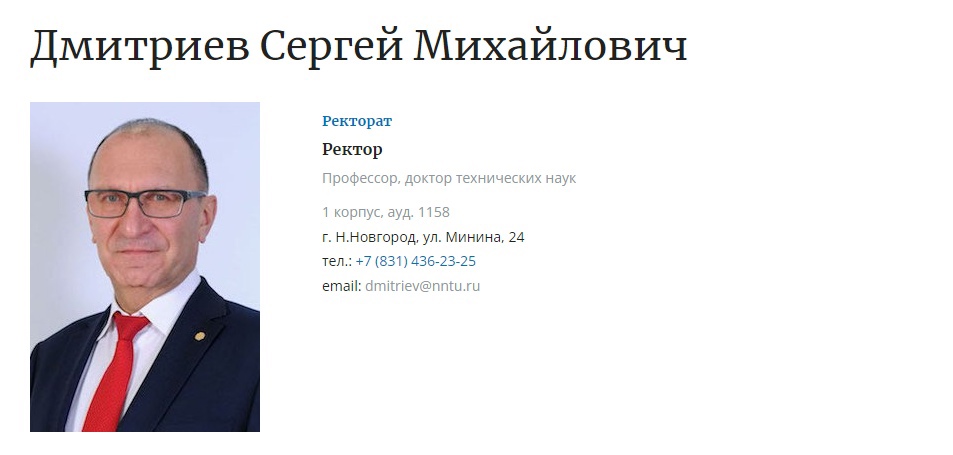 Дмитриев Сергей Михайлович
Ректорат
Ректор
Профессор, доктор технических наук
1 корпус, ауд. 1158
г. Н.Новгород, ул. Минина, 24
тел.: +7 (831) 436-23-25
email: dmitriev@nntu.ru